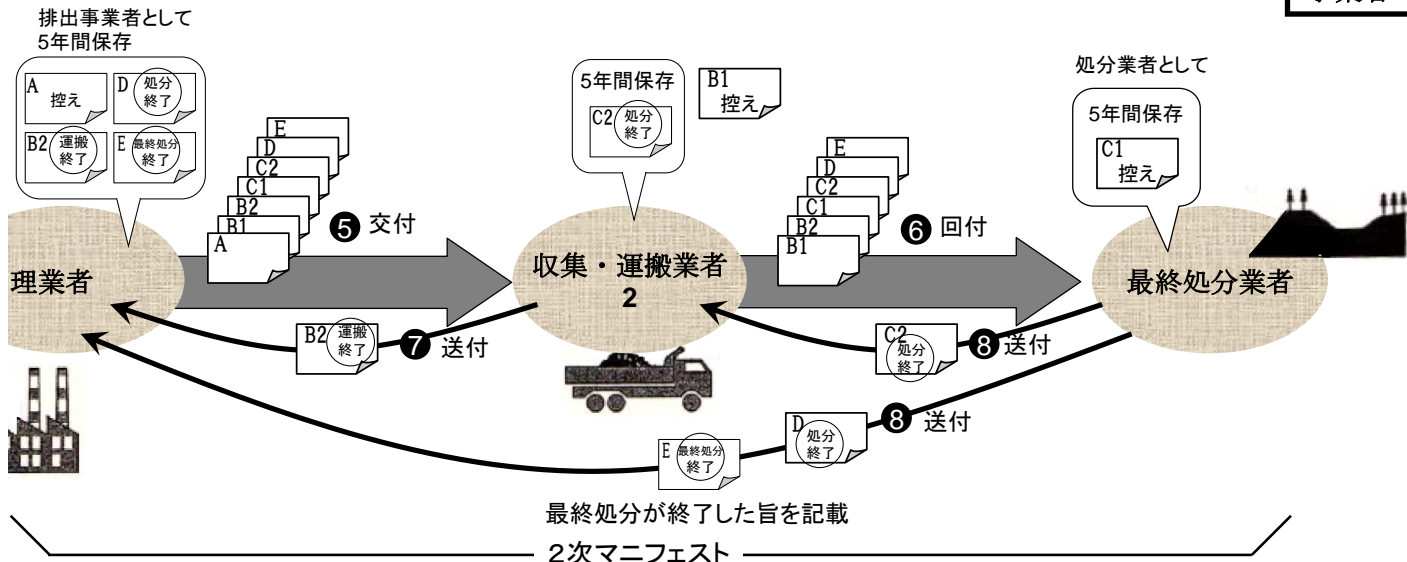 排出事業者として
5年間保存
A
控え
D
処分
終了
B2
運搬
終了
E
最終処分
終了
E
D
C2
C1
B2
B1
A
❺ 交付
5年間保存
C2
処分
終了
B1
控え
E
D
C2
C1
B2
B1
❻ 回付
処分業者として
5年間保存
C1
控え
理業者
収集・運搬業者
2
最終処分業者
B2
運搬
終了
❼ 送付
C2
処分
終了
❽ 送付
E
最終処分
終了
D
処分
終了
❽ 送付
最終処分が終了した旨を記載
２次マニフェスト